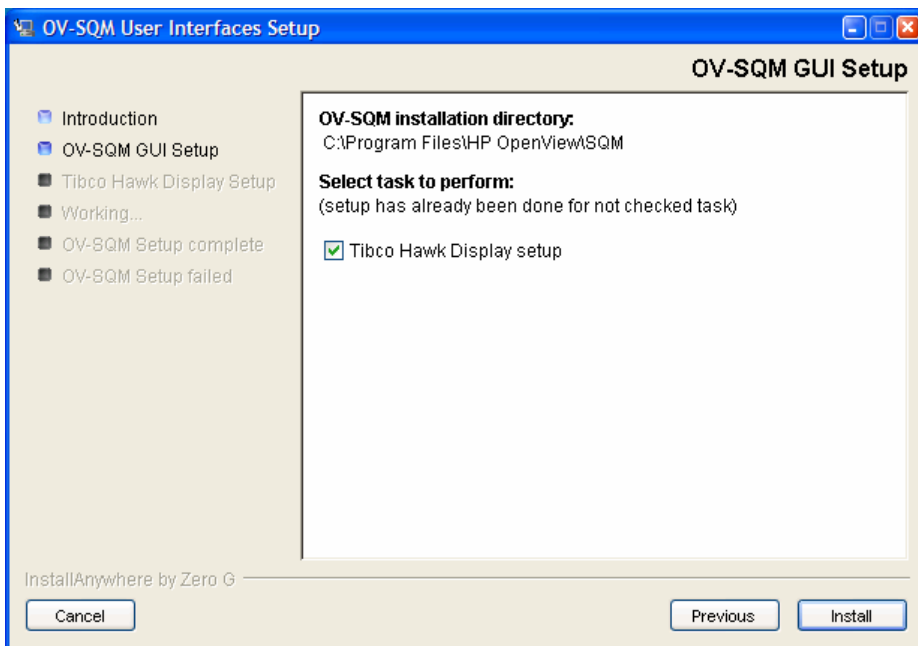 OV-SQM User Interfaces Setup
OV-SQM GUI Setup
Introduction
OV-SQM GUI Setup
Tibco Hawk Display Setup
Working...
OV-SQM Setup complete
OV-SQM Setup failed
OV-SQM installation directory:
C:\Program Files\HP OpenView\SQM
Select task to perform:
(setup has already been done for not checked task)
Tibco Hawk Display setup
InstallAnywhere by Zero G
Cancel
Previous
Install